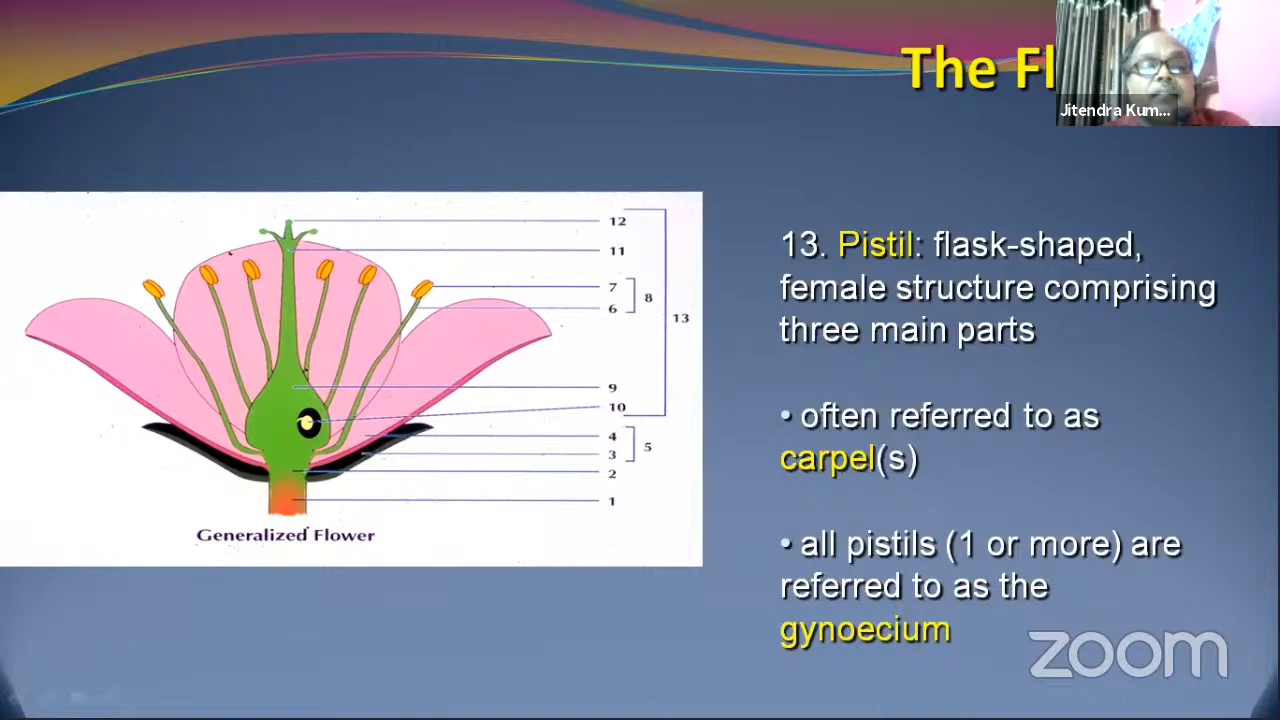 The Fl
Jitendra Kum...
12
11
7
8
6
13
9
10
4
5
3
2
1
Generalized Flower
13. Pistil: flask-shaped,
female structure comprising
three main parts
• often referred to as
carpel(s)
• all pistils (1 or more) are
referred to as the
gynoecium
zoom